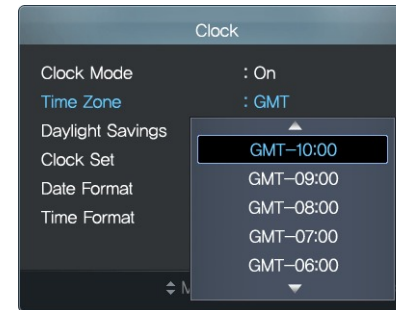 Clock
Clock Mode : On
Time Zone : GMT
Daylight Savings
Clock Set
Date Format
Time Format
GMT-10:00
GMT-09:00
GMT-08:00
GMT-07:00
GMT-06:00